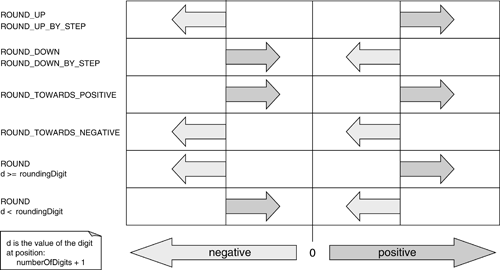 ROUND_UP
ROUND_UP_BY_STEP
ROUND_DOWN
ROUND_DOWN_BY_STEP
ROUND_TOWARDS_POSITIVE
ROUND_TOWARDS_NEGATIVE
ROUND
d >= roundingDigit
ROUND
d < roundingDigit
d is the value of the digit
at position:
numberOfDigits + 1
negative 0 positive